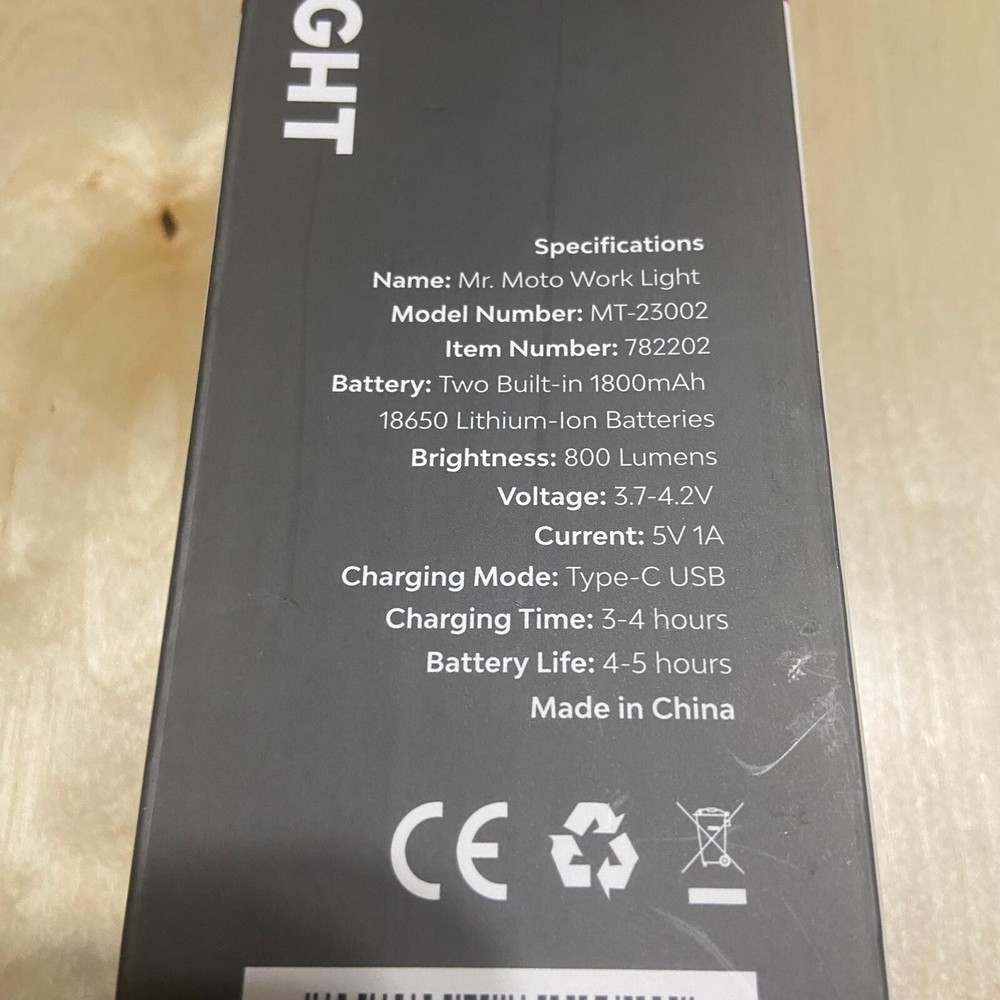 GHT
Specifications
Name: Mr. Moto Work Light
Model Number: MT-23002
Item Number: 782202
Battery: Two Built-in 1800mAh
18650 Lithium-Ion Batteries
Brightness: 800 Lumens
Voltage: 3.7-4.2V
Current: 5V 1A
Charging Mode: Type-C USB
Charging Time: 3-4 hours
Battery Life: 4-5 hours
Made in China
CE